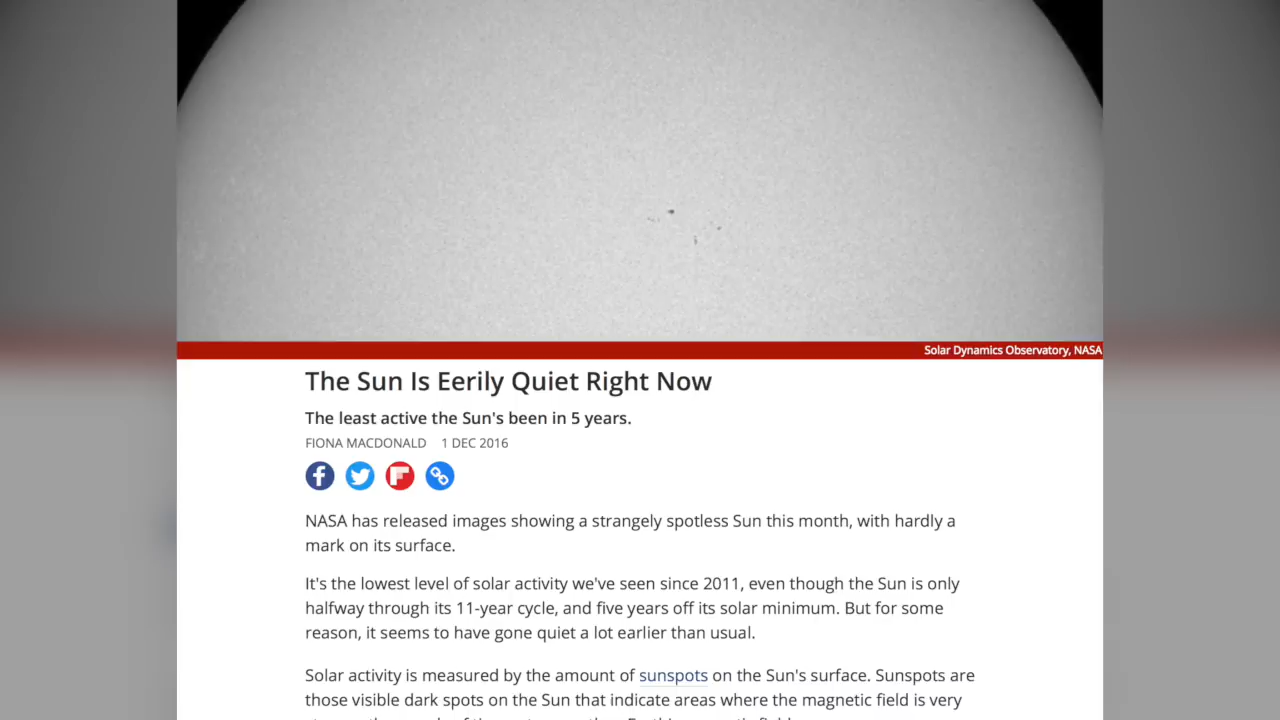 Solar Dynamics Observatory, NASA
The Sun Is Eerily Quiet Right Now
The least active the Sun's been in 5 years.
FIONA MACDONALD 1 DEC 2016
NASA has released images showing a strangely spotless Sun this month, with hardly a
mark on its surface.
It's the lowest level of solar activity we've seen since 2011, even though the Sun is only
halfway through its 11-year cycle, and five years off its solar minimum. But for some
reason, it seems to have gone quiet a lot earlier than usual.
Solar activity is measured by the amount of sunspots on the Sun's surface. Sunspots are
those visible dark spots on the Sun that indicate areas where the magnetic field is very